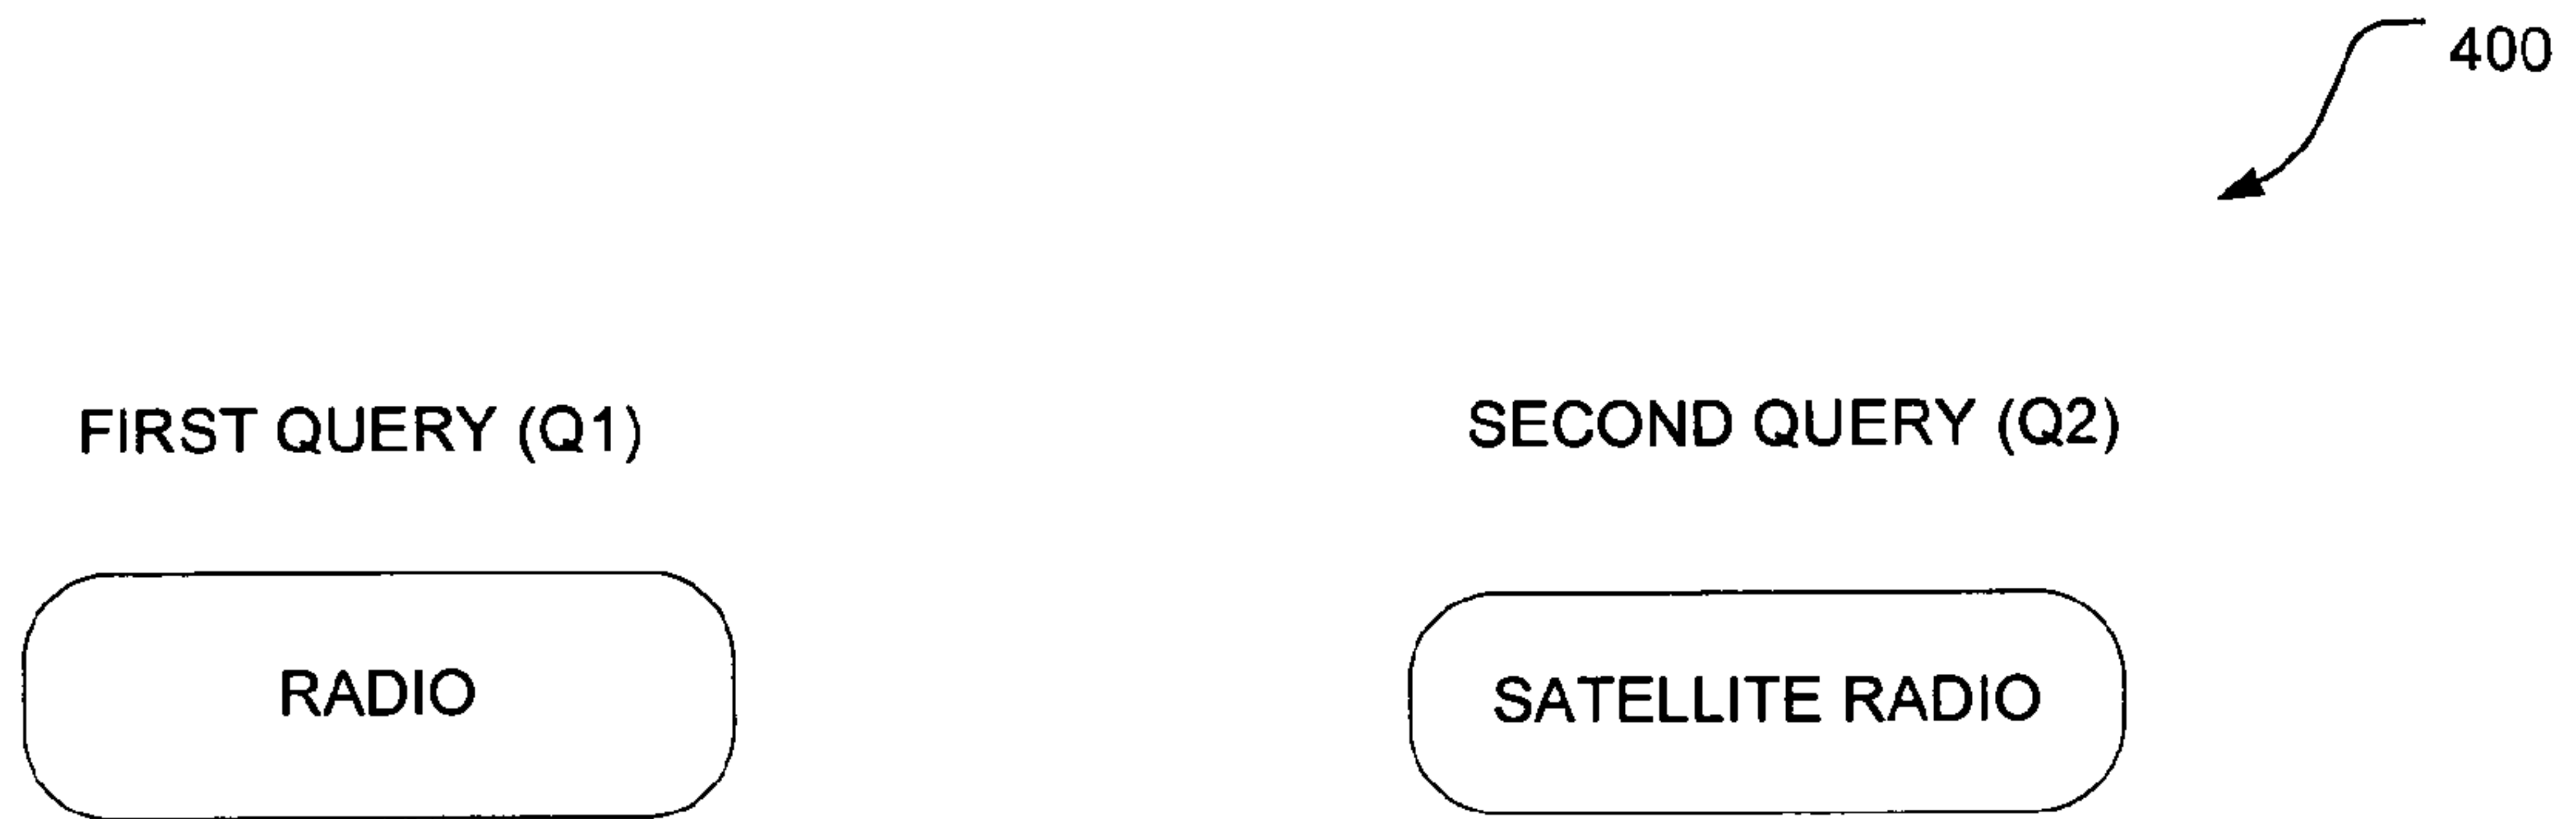 400
FIRST QUERY (Q1)
SECOND QUERY (Q2)
RADIO
SATELLITE RADIO